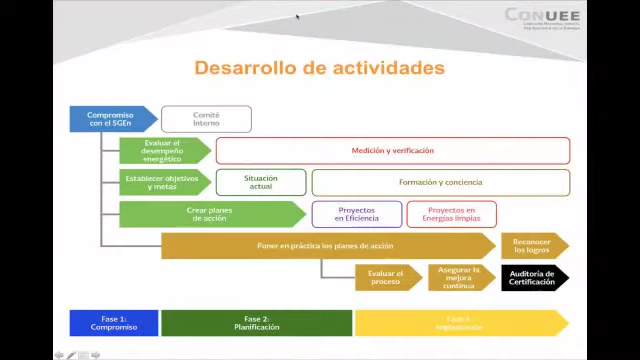 CONUEE
Desarrollo de actividades
Compromiso
con el SGEn
Comité
Interno
Evaluar el
desempeño
energético
Medición y verificación
Establecer objetivos
y metas
Situación
actual
Formación y conciencia
Crear planes
de acción
Proyectos
en Eficiencia
Proyectos en
Energías limpias
Poner en práctica los planes de acción
Reconocer
los logros
Evaluar el
proceso
Asegurar la
mejora
continua
Auditoría de
Certificación
Fase 1:
Compromiso
Fase 2:
Planificación